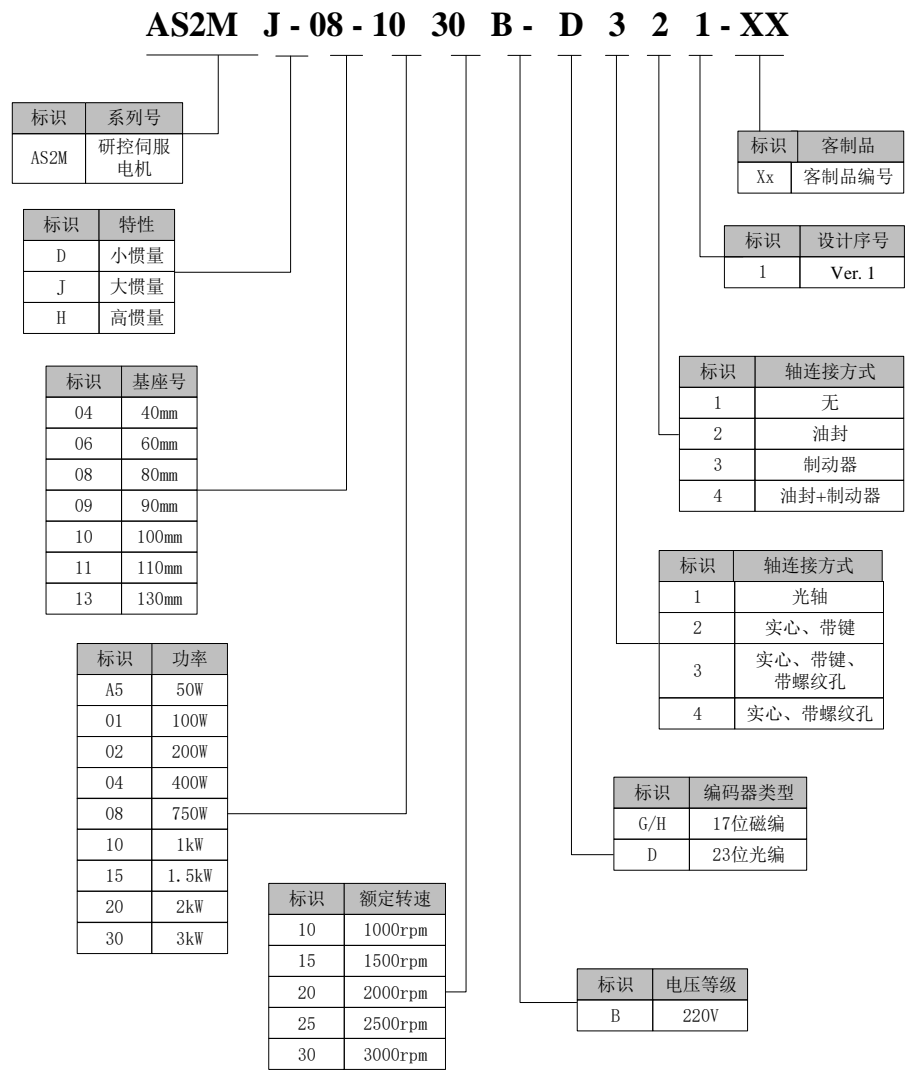 AS2M J - 08 - 10 30 B - D 3 2 1 - XX
标识 系列号
AS2M 研控伺服
电机
标识 特性
D 小惯量
J 大惯量
H 高惯量
标识 基座号
04 40mm
06 60mm
08 80mm
09 90mm
10 100mm
11 110mm
13 130mm
标识 功率
A5 50W
01 100W
02 200W
04 400W
08 750W
10 1kW
15 1.5kW
20 2kW
30 3kW
标识 额定转速
10 1000rpm
15 1500rpm
20 2000rpm
25 2500rpm
30 3000rpm
标识 客制品
Xx 客制品编号
标识 设计序号
1 Ver. 1
标识 轴连接方式
1 无
2 油封
3 制动器
4 油封+制动器
标识 轴连接方式
1 光轴
2 实心、带键
3 实心、带键、
带螺纹孔
4 实心、带螺纹孔
标识 编码器类型
G/H 17位磁编
D 23位光编
标识 电压等级
B 220V